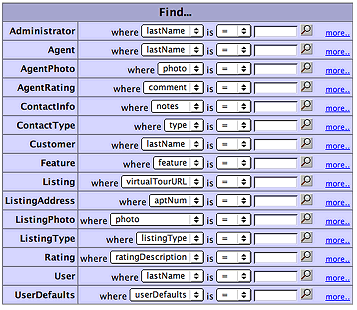 Find...
Administrator where lastName is = more..
Agent where lastName is = more..
AgentPhoto where photo is = more..
AgentRating where comment is = more..
ContactInfo where notes is = more..
ContactType where type is = more..
Customer where lastName is = more..
Feature where feature is = more..
Listing where virtualTourURL is = more..
ListingAddress where aptNum is = more..
ListingPhoto where photo is = more..
ListingType where listingType is = more..
Rating where ratingDescription is = more..
User where lastName is = more..
UserDefaults where userDefaults is = more..